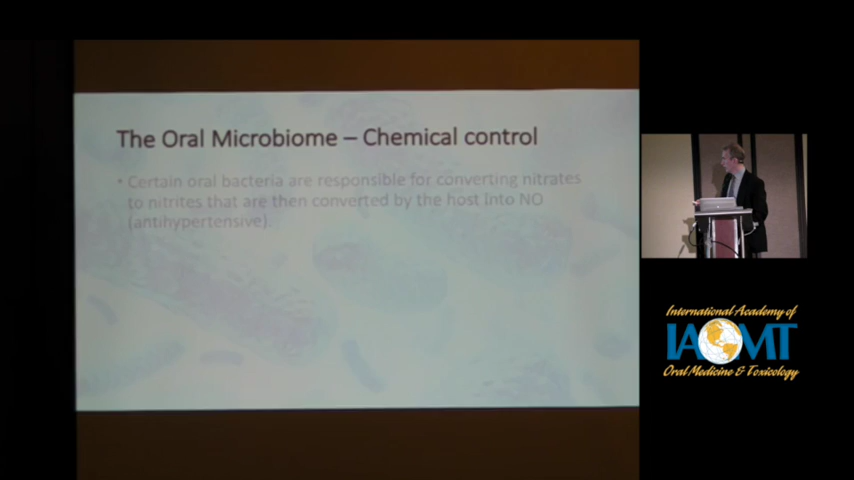 The Oral Microbiome – Chemical control
• Certain oral bacteria are responsible for converting nitrates
to nitrites that are then converted by the host into NO
(antihypertensive).
International Academy of
IAOMT
Oral Medicine & Toxicology